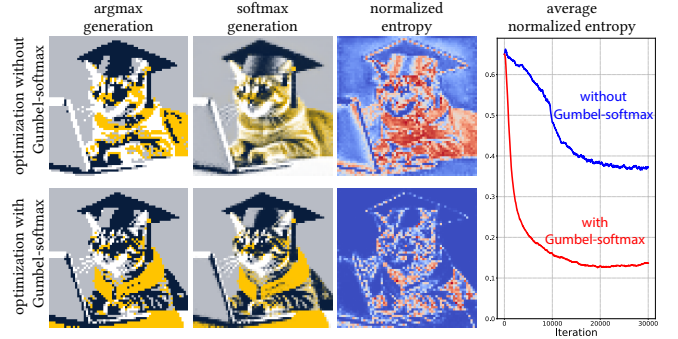 argmax
generation
softmax
generation
normalized
entropy
average
normalized entropy
optimization without
Gumbel-softmax
optimization with
Gumbel-softmax
0.6
0.5
0.4
0.3
0.2
0.1
0.0
without
Gumbel-softmax
with
Gumbel-softmax
0
10000
20000
30000
Iteration